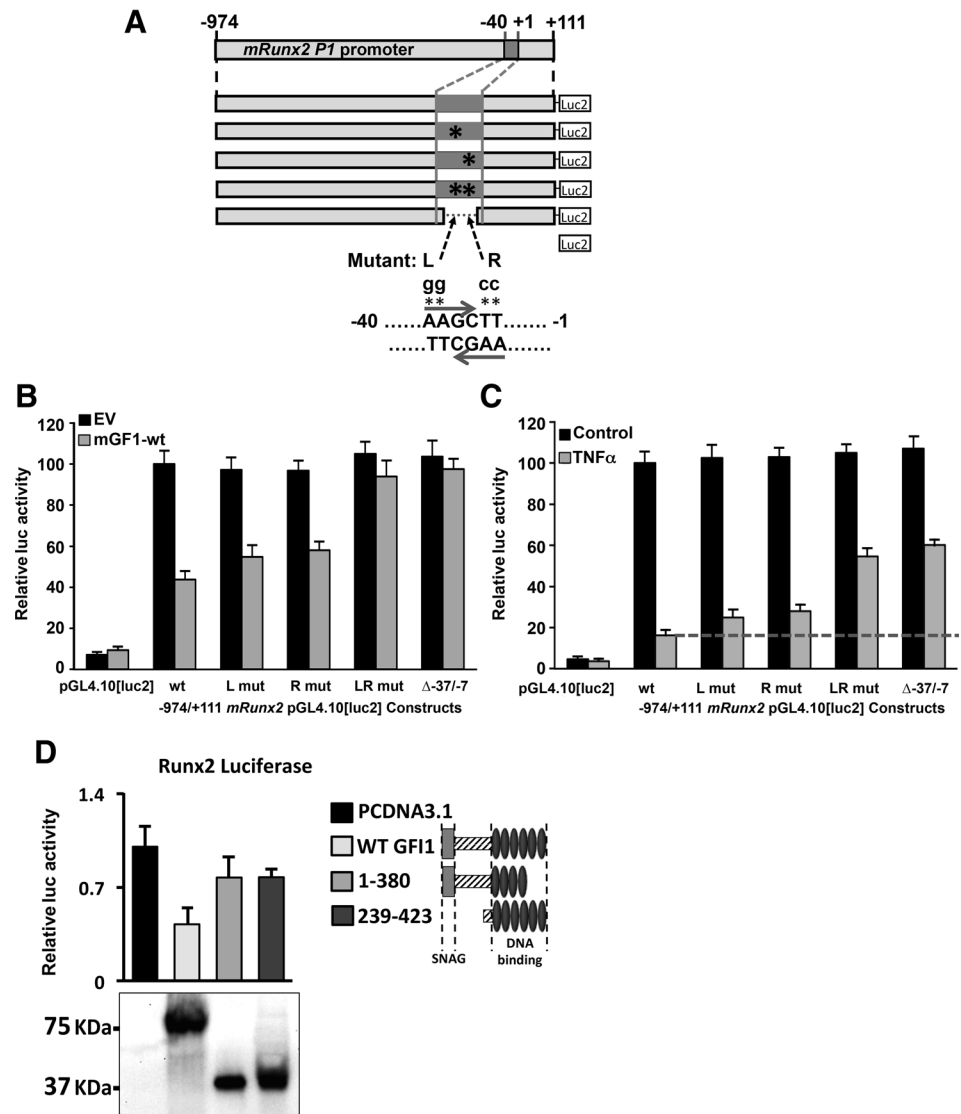 A
-974 -40 +1 +111
mRunx2 P1 promoter
Luc2
* Luc2
* Luc2
** Luc2
Luc2
Luc2
Mutant: L R
gg cc
** **
-40 ......AAGCTT....... -1
......TTCGAA.......
B
EV
mGF1-wt
Relative luc activity
120
100
80
60
40
20
0
pGL4.10[luc2] wt L mut R mut LR mut Δ-37/-7
-974/+111 mRunx2 pGL4.10[luc2] Constructs
C
Control
TNFα
Relative luc activity
120
100
80
60
40
20
0
pGL4.10[luc2] wt L mut R mut LR mut Δ-37/-7
-974/+111 mRunx2 pGL4.10[luc2] Constructs
D
Runx2 Luciferase
Relative luc activity
1.4
0.7
0
PCDNA3.1
WT GFI1
1-380
239-423
SNAG
DNA
binding
75 KDa
37 KDa